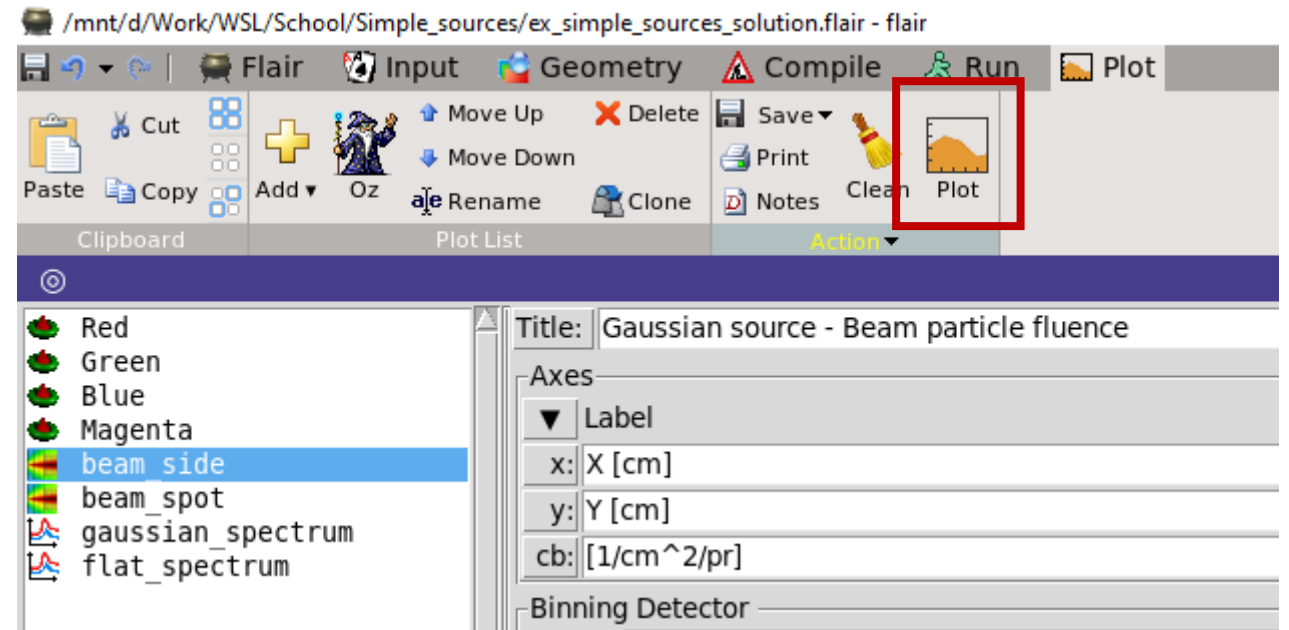 /mnt/d/Work/WSL/School/Simple_sources/ex_simple_sources_solution.flair - flair
Flair Input Geometry Compile Run Plot
Paste Cut Copy Add Oz Move Up Move Down Rename Delete Clone Save Print Notes Clean Plot
Clipboard Plot List Action
Red
Green
Blue
Magenta
beam_side
beam_spot
gaussian_spectrum
flat_spectrum
Title: Gaussian source - Beam particle fluence
Axes
Label
x: X [cm]
y: Y [cm]
cb: [1/cm^2/pr]
Binning Detector